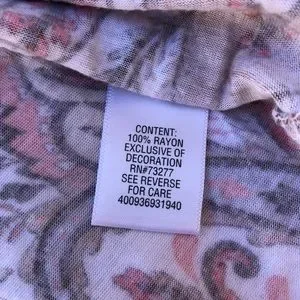 CONTENT:
100% RAYON
EXCLUSIVE OF
DECORATION
RN#73277
SEE REVERSE
FOR CARE
400936931940